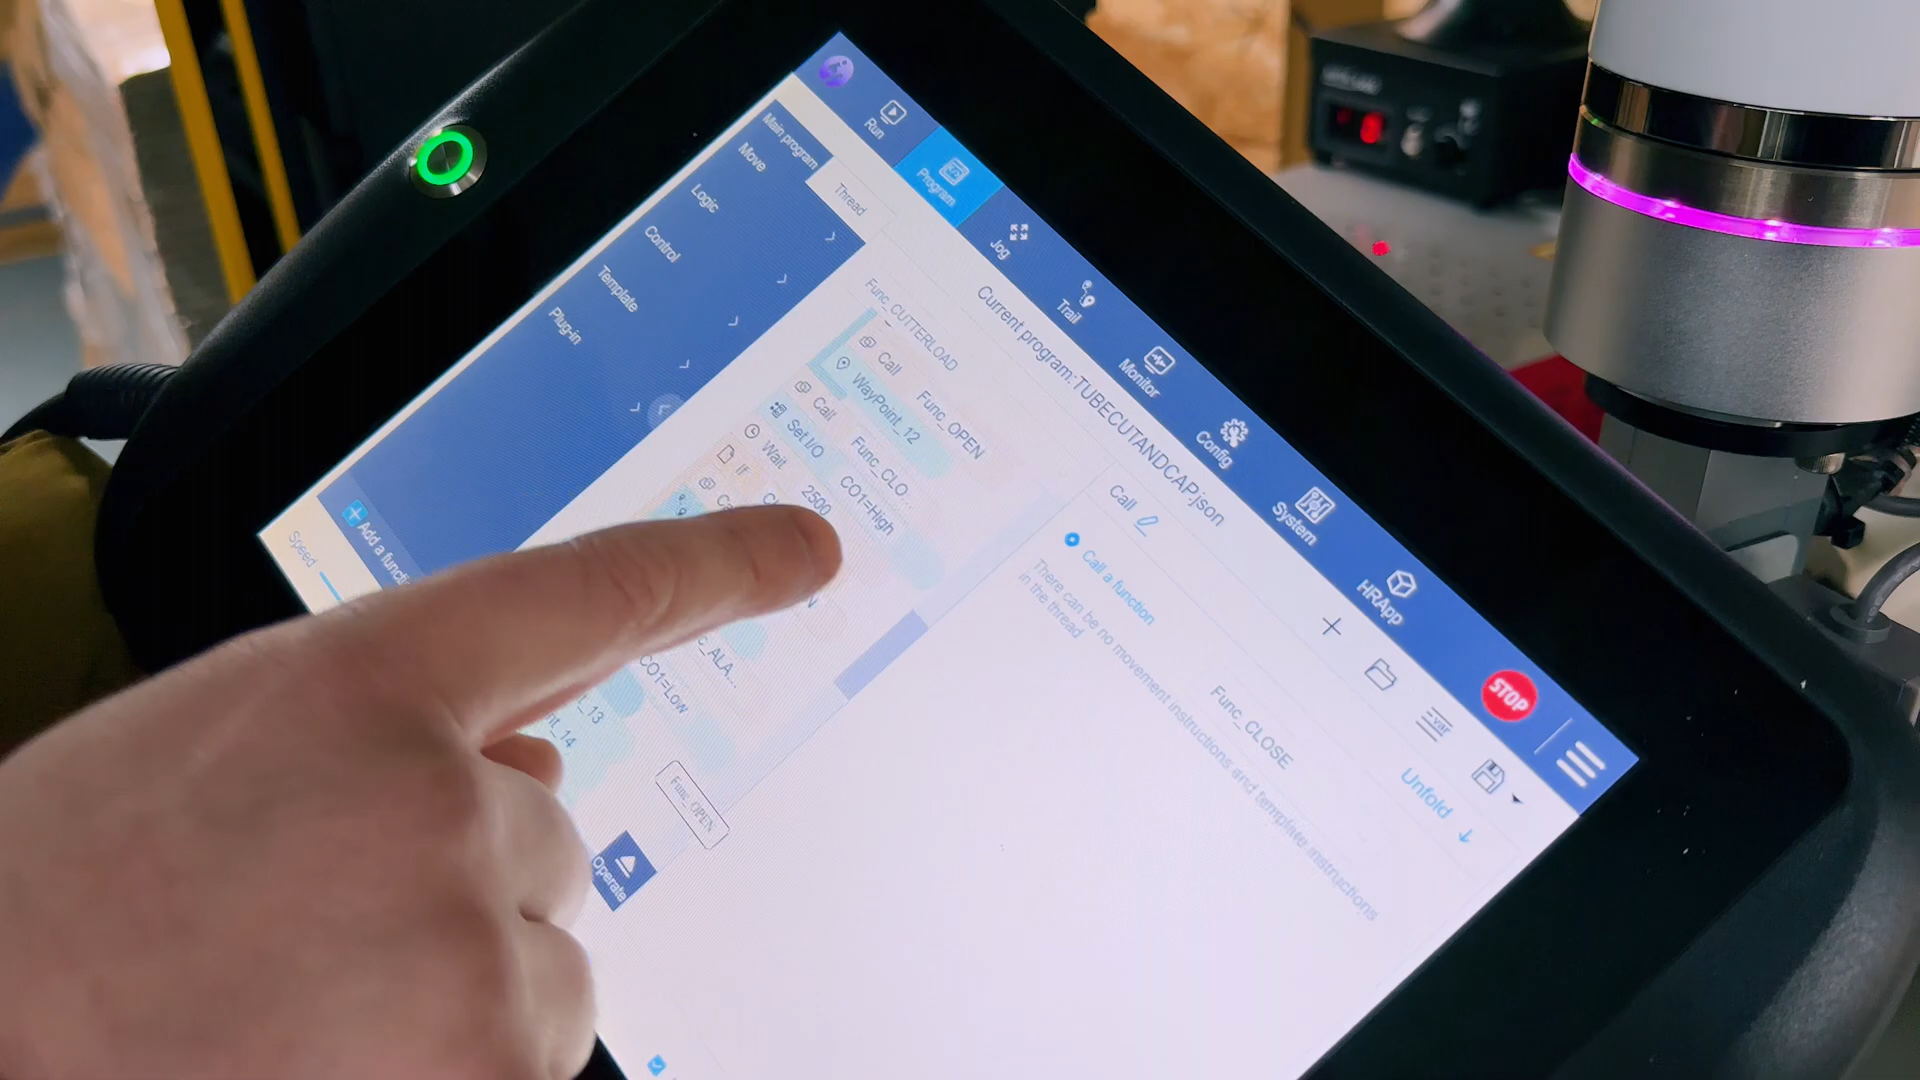 Run
Program
Jog
Trail
Monitor
Config
System
HRApp
STOP
Main program
Thread
Move
Logic
Control
Template
Plug-in
Speed
Current program:TUBECUTANDCAP.json
Func_CUTTERLOAD
Call Func_OPEN
WayPoint_12
Call Func_CLO...
Set I/O CO1=High
Wait 2500
If
CO1=Low
Func_OPEN
Operate
Call
Call a function
Func_CLOSE
Unfold
There can be no movement instructions and template instructions
in the thread
var